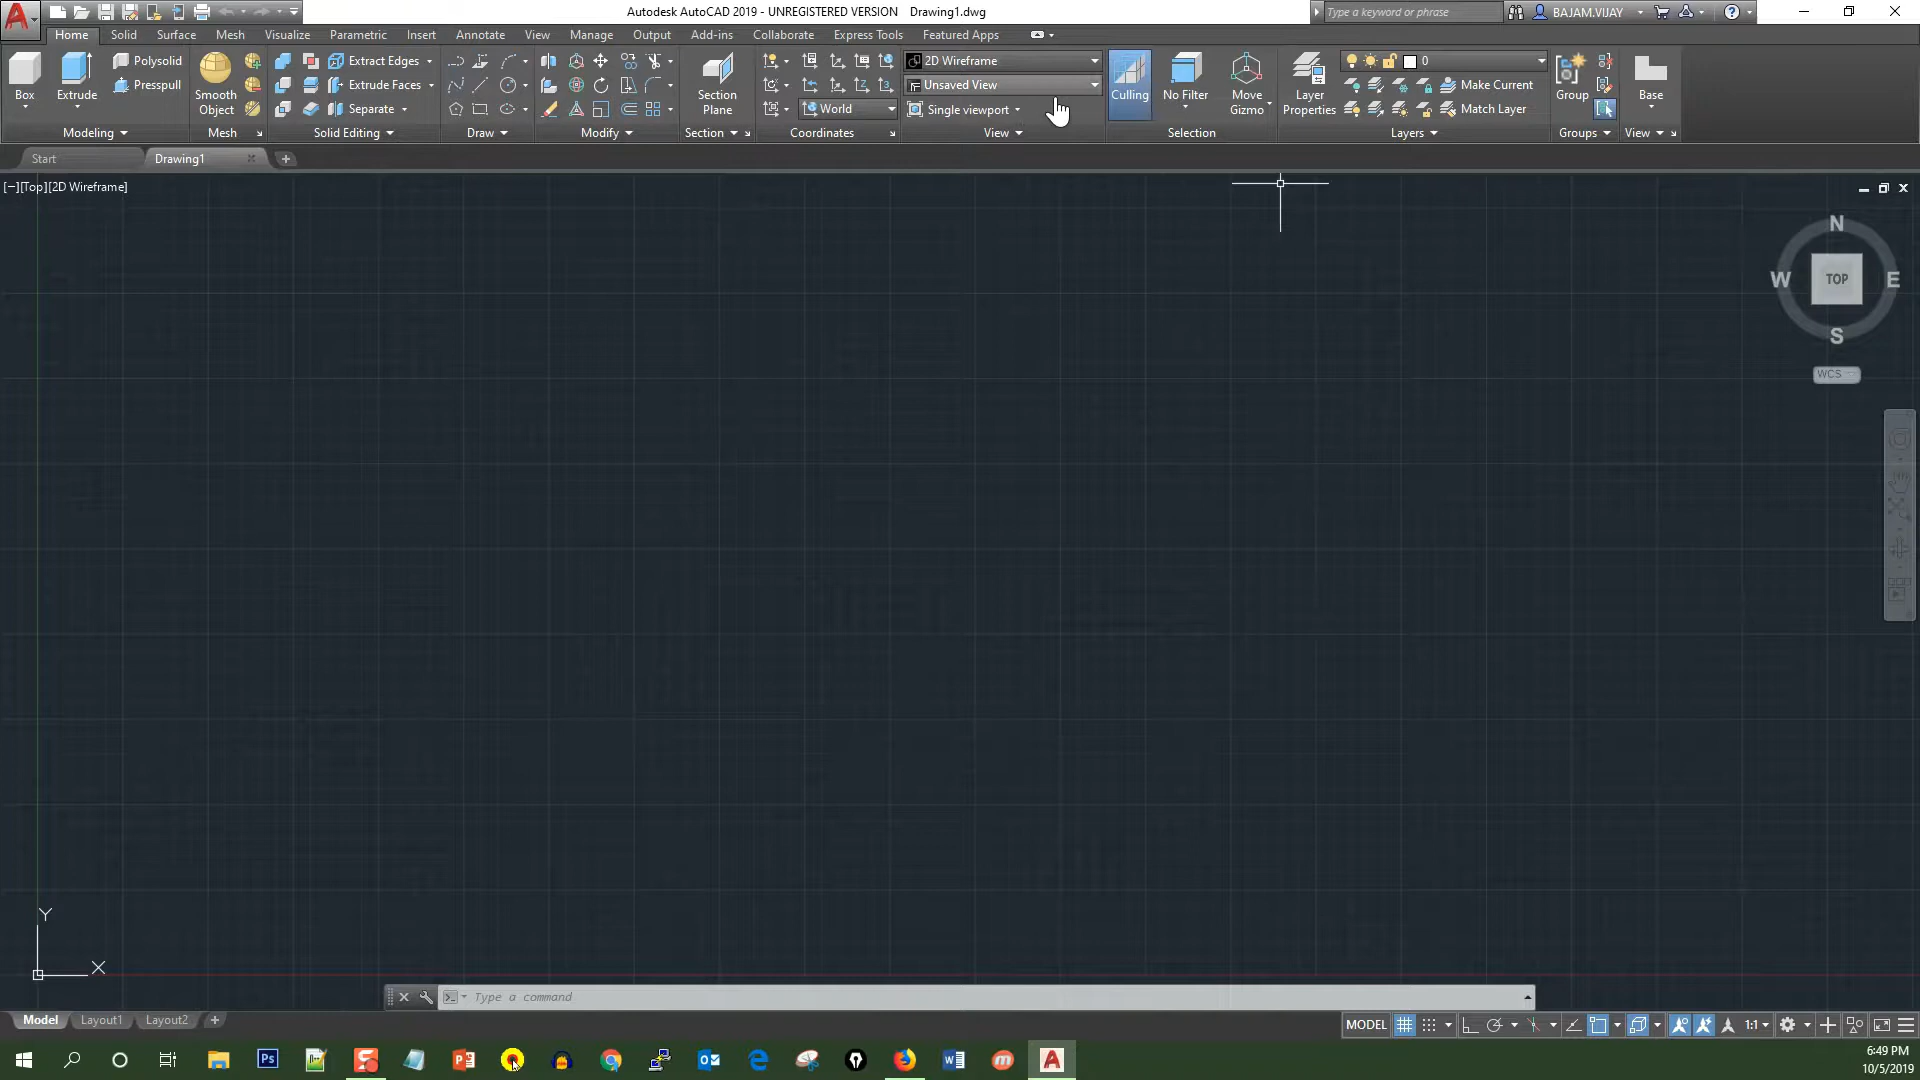 Autodesk AutoCAD 2019 - UNREGISTERED VERSION Drawing1.dwg
Type a keyword or phrase
BAJAM.VIJAY
Home Solid Surface Mesh Visualize Parametric Insert Annotate View Manage Output Add-ins Collaborate Express Tools Featured Apps
Polysolid
Presspull
Extract Edges
Extrude Faces
Separate
2D Wireframe
Unsaved View
World
Single viewport
0
Make Current
Match Layer
Box
Extrude
Smooth
Object
Section
Plane
Culling
No Filter
Move
Gizmo
Layer
Properties
Group
Base
Modeling Mesh Solid Editing Draw Modify Section Coordinates View Selection Layers Groups View
Start Drawing1
[−][Top][2D Wireframe]
N
W TOP E
S
WCS
Y
X
Type a command
Model Layout1 Layout2
MODEL 1:1
6:49 PM
10/5/2019